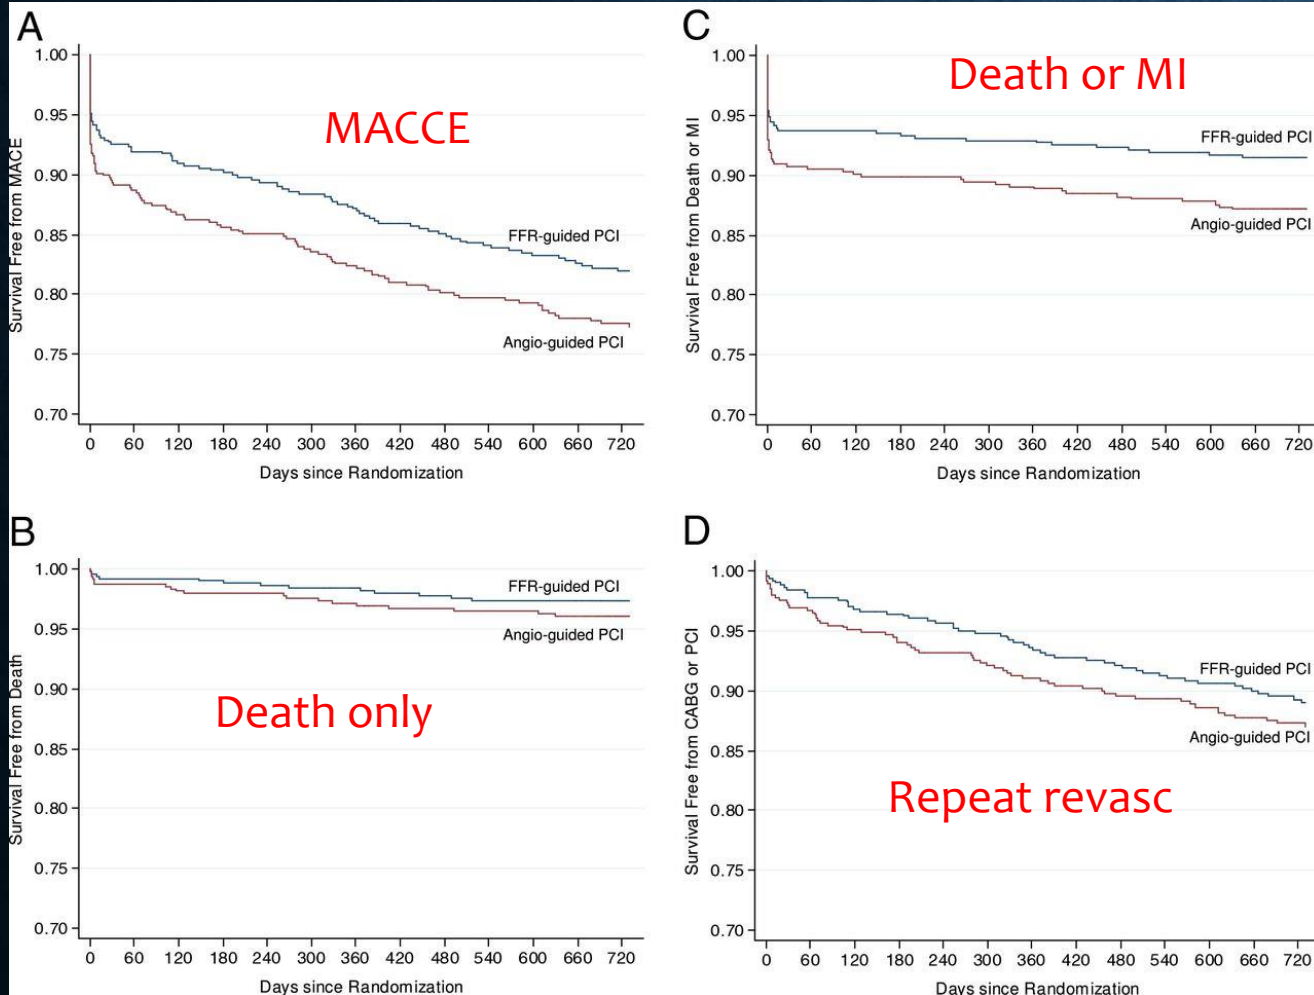 A
MACCE
Survival Free from MACE
1.00
0.95
0.90
0.85
0.80
0.75
0.70
FFR-guided PCI
Angio-guided PCI
0 60 120 180 240 300 360 420 480 540 600 660 720
Days since Randomization
C
Death or MI
Survival Free from Death or MI
1.00
0.95
0.90
0.85
0.80
0.75
0.70
FFR-guided PCI
Angio-guided PCI
0 60 120 180 240 300 360 420 480 540 600 660 720
Days since Randomization
B
Survival Free from Death
1.00
0.95
0.90
0.85
0.80
0.75
0.70
FFR-guided PCI
Angio-guided PCI
Death only
0 60 120 180 240 300 360 420 480 540 600 660 720
Days since Randomization
D
Survival Free from CABG or PCI
1.00
0.95
0.90
0.85
0.80
0.75
0.70
FFR-guided PCI
Angio-guided PCI
Repeat revasc
0 60 120 180 240 300 360 420 480 540 600 660 720
Days since Randomization